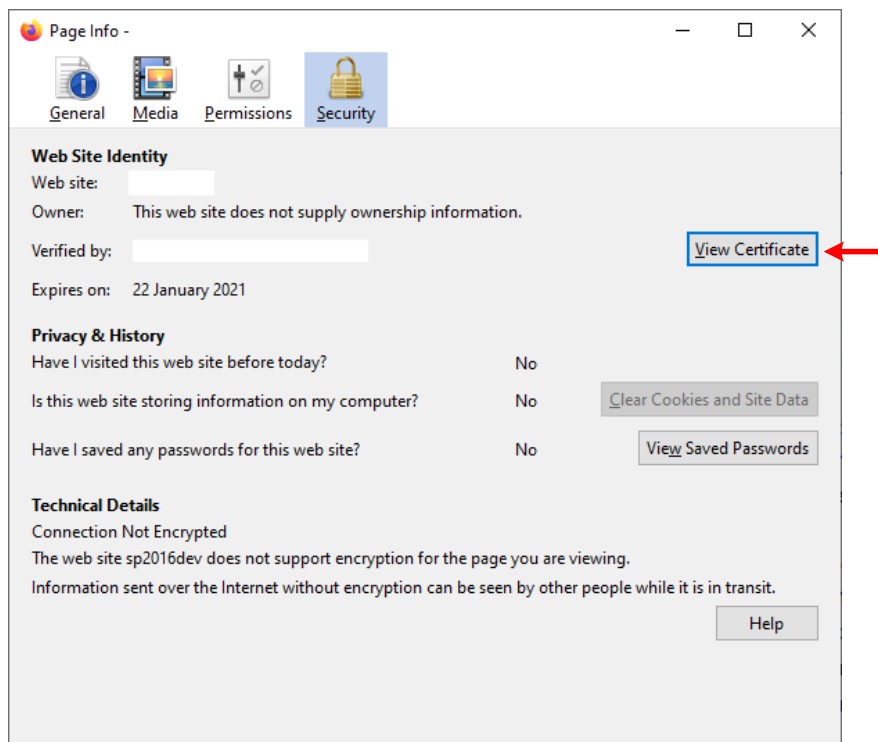 Page Info -
General Media Permissions Security
Web Site Identity
Web site:
Owner: This web site does not supply ownership information.
Verified by: View Certificate
Expires on: 22 January 2021
Privacy & History
Have I visited this web site before today? No
Is this web site storing information on my computer? No Clear Cookies and Site Data
Have I saved any passwords for this web site? No View Saved Passwords
Technical Details
Connection Not Encrypted
The web site sp2016dev does not support encryption for the page you are viewing.
Information sent over the Internet without encryption can be seen by other people while it is in transit.
Help